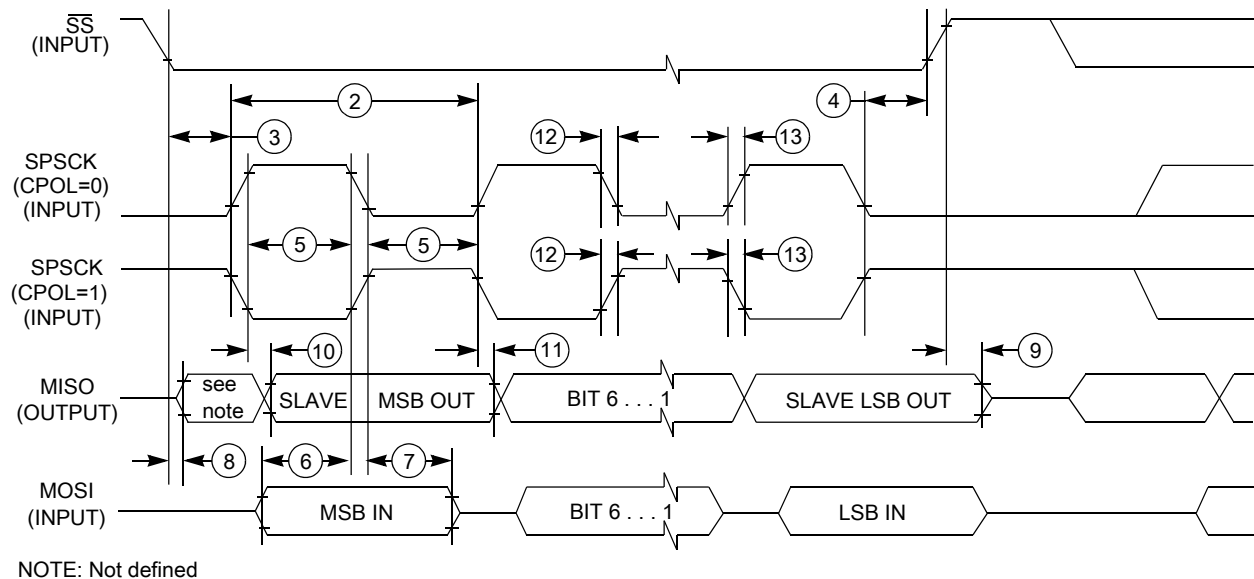 SS
(INPUT)
2
4
3
12
13
SPSCK
(CPOL=0)
(INPUT)
5
5
SPSCK
(CPOL=1)
(INPUT)
12
13
10
11
9
MISO
(OUTPUT)
see
note
SLAVE
MSB OUT
BIT 6 . . . 1
SLAVE LSB OUT
8
6
7
MOSI
(INPUT)
MSB IN
BIT 6 . . . 1
LSB IN
NOTE: Not defined